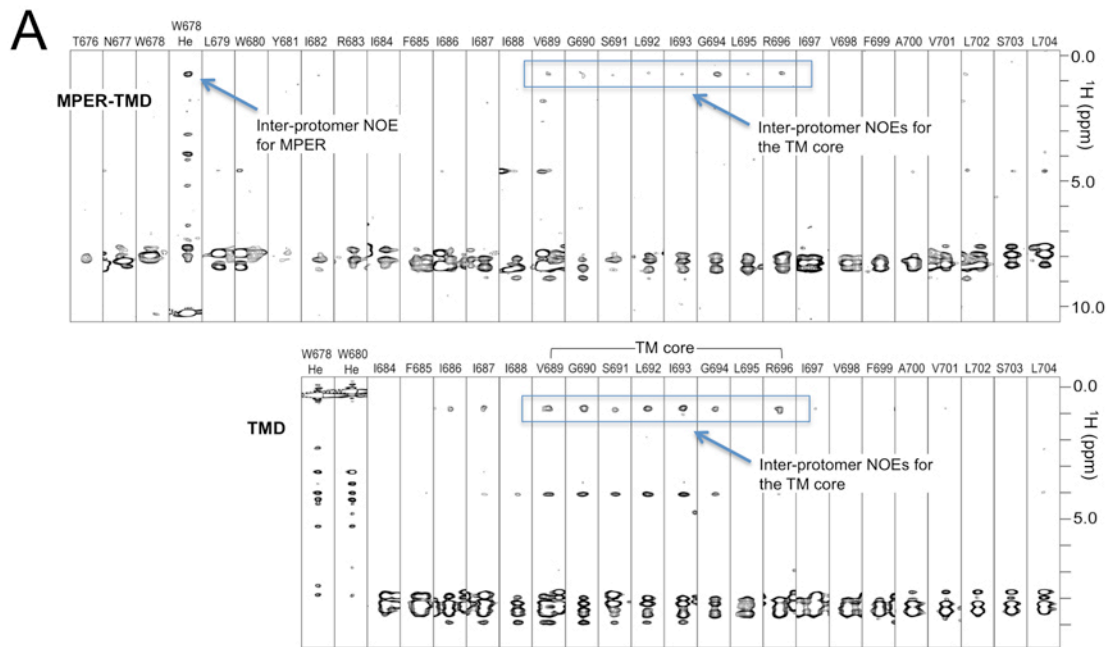 A
W678
T676 N677 W678 He L679 W680 Y681 I682 R683 I684 F685 I686 I687 I688 V689 G690 S691 L692 I693 G694 L695 R696 I697 V698 F699 A700 V701 L702 S703 L704
0.0
MPER-TMD
Inter-protomer NOE
for MPER
Inter-protomer NOEs for
the TM core
¹H (ppm)
5.0
10.0
TM core
W678 W680
He He I684 F685 I686 I687 I688 V689 G690 S691 L692 I693 G694 L695 R696 I697 V698 F699 A700 V701 L702 S703 L704
0.0
TMD
Inter-protomer NOEs for
the TM core
¹H (ppm)
5.0